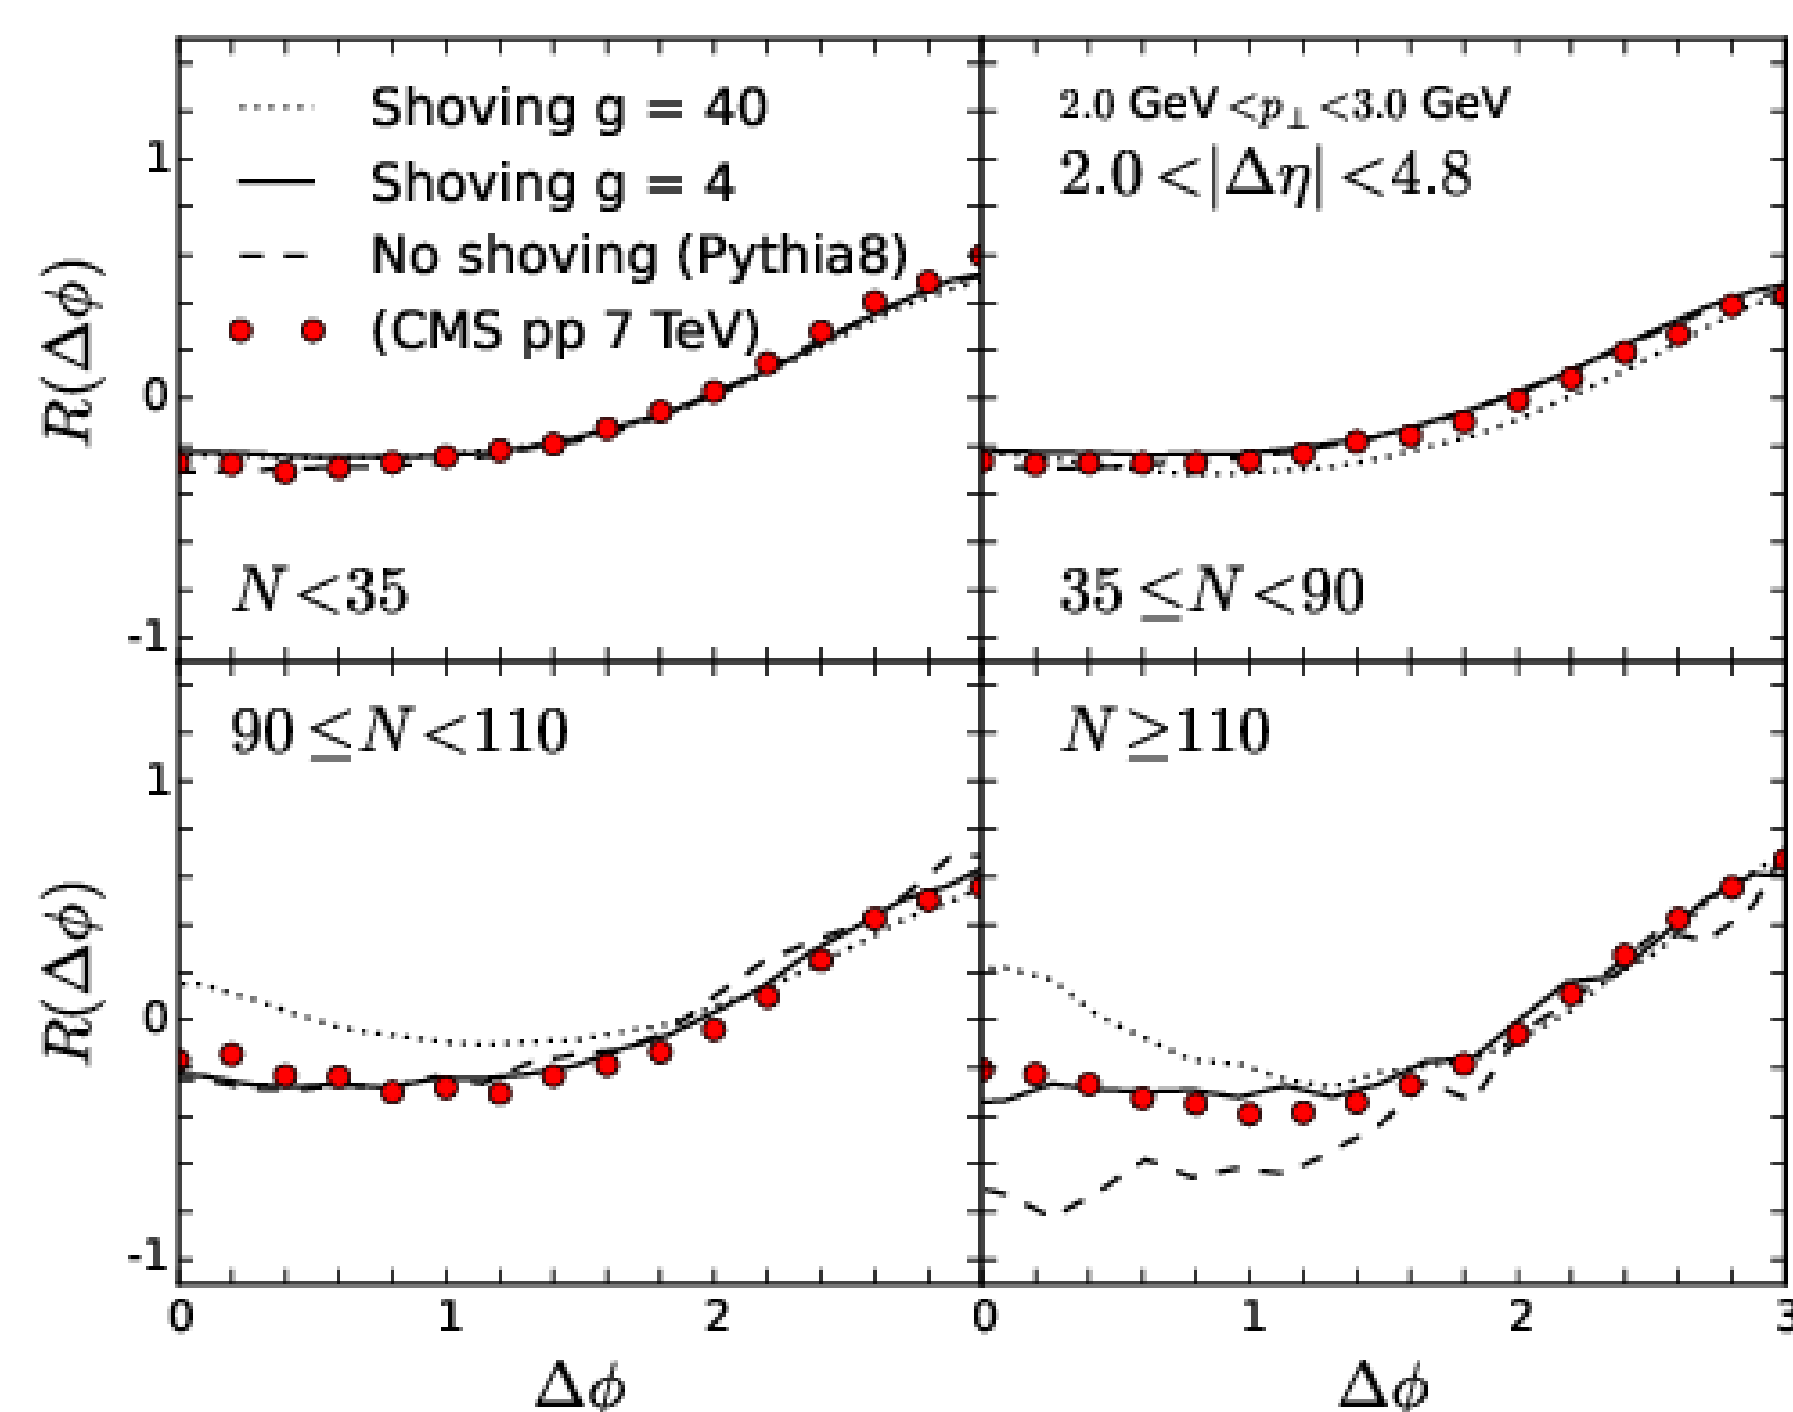 Shoving g = 40
Shoving g = 4
No shoving (Pythia8)
(CMS pp 7 TeV)
2.0 GeV <p⊥ <3.0 GeV
2.0 <|Δη| <4.8
1
0
-1
R(Δϕ)
N <35
35 ≤N <90
90 ≤N <110
N ≥110
1
0
-1
R(Δϕ)
0 1 2 0 1 2 3
Δϕ Δϕ